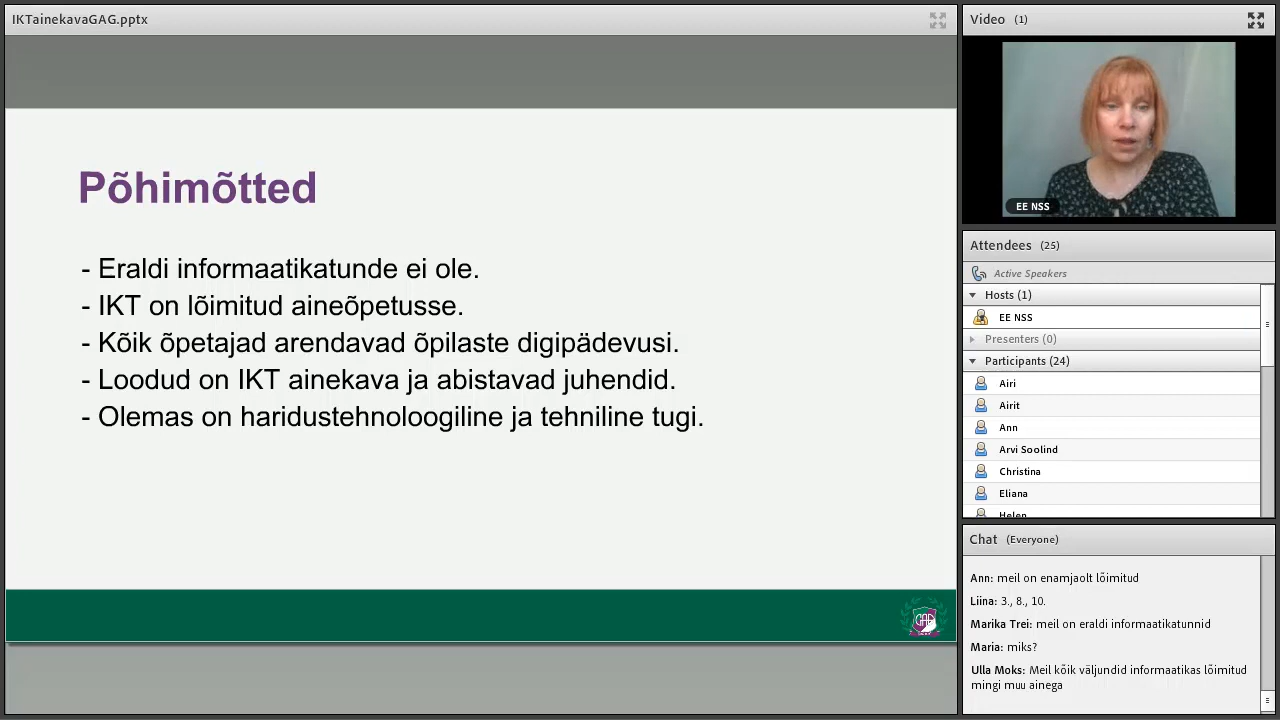 IKTainekavaGAG.pptx
Põhimõtted
- Eraldi informaatikatunde ei ole.
- IKT on lõimitud aineõpetusse.
- Kõik õpetajad arendavad õpilaste digipädevusi.
- Loodud on IKT ainekava ja abistavad juhendid.
- Olemas on haridustehnoloogiline ja tehniline tugi.
GAG
Video (1)
EE NSS
Attendees (25)
Active Speakers
Hosts (1)
EE NSS
Presenters (0)
Participants (24)
Airi
Airit
Ann
Arvi Soolind
Christina
Eliana
Helen
Chat (Everyone)
Ann: meil on enamjaolt lõimitud
Liina: 3., 8., 10.
Marika Trei: meil on eraldi informaatikatunnid
Maria: miks?
Ulla Moks: Meil kõik väljundid informaatikas lõimitud
mingi muu ainega